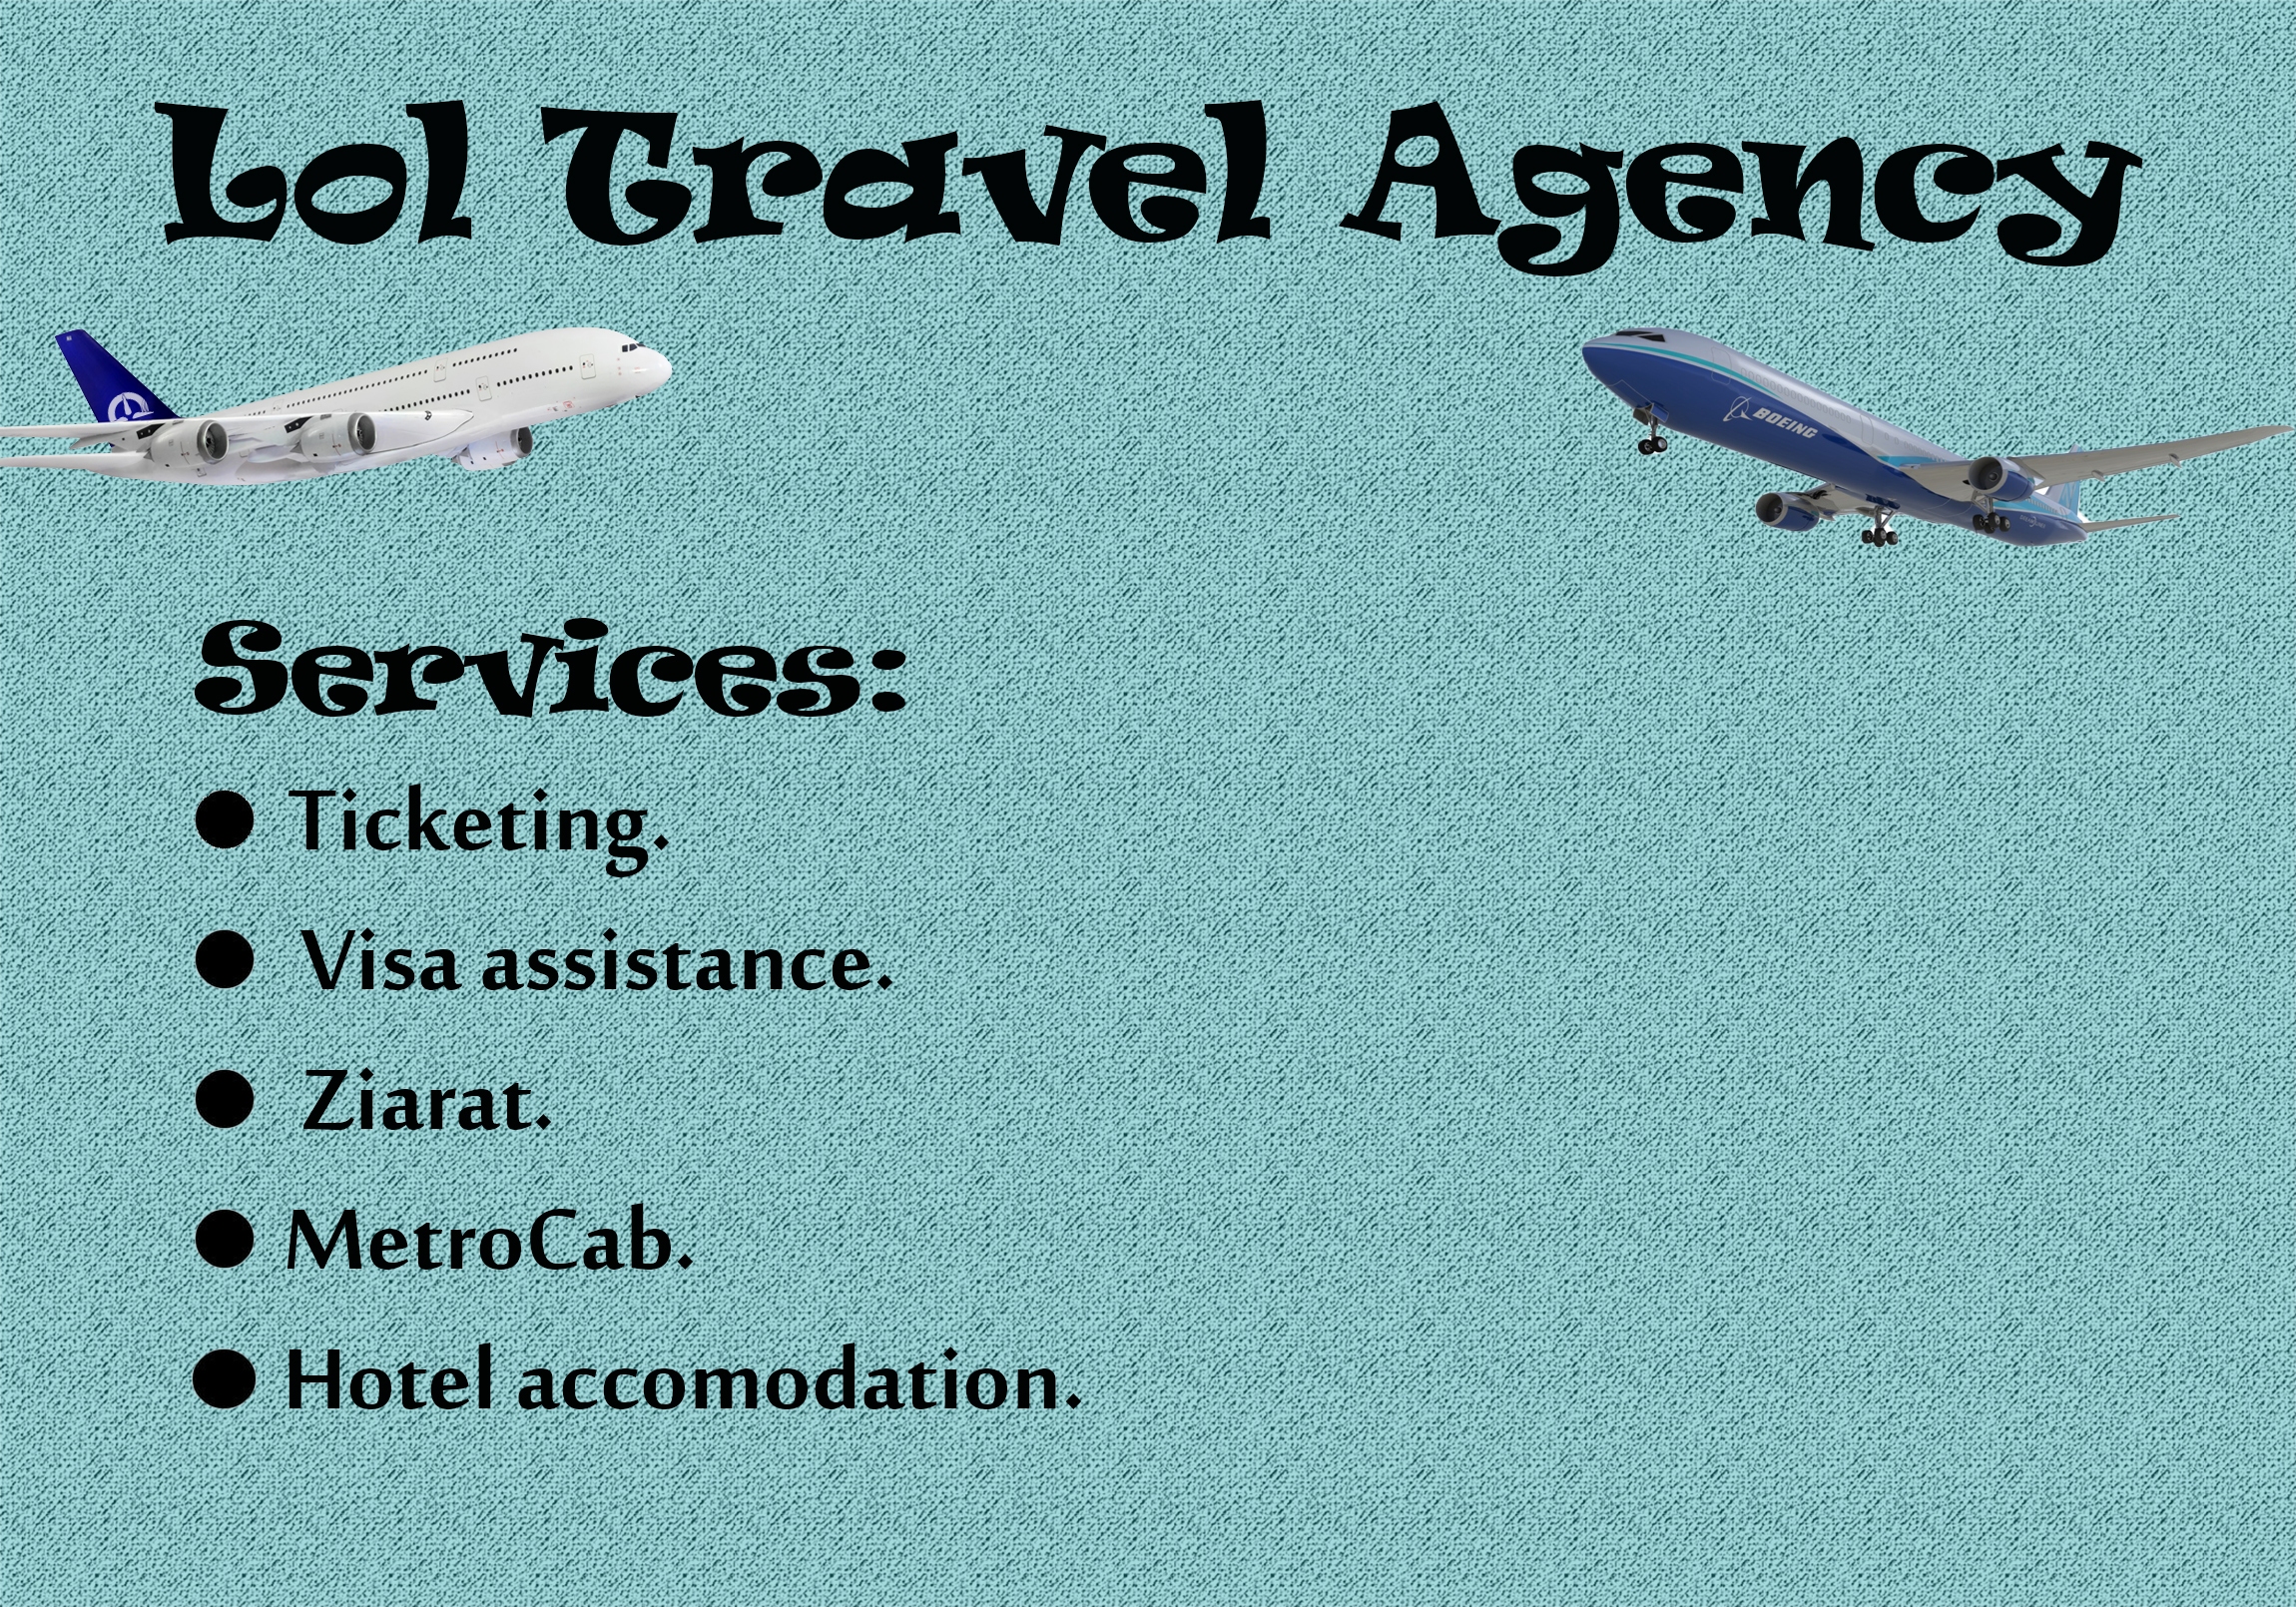 Lol Travel Agency
BOEING
Services:
● Ticketing.
● Visa assistance.
● Ziarat.
● MetroCab.
● Hotel accomodation.